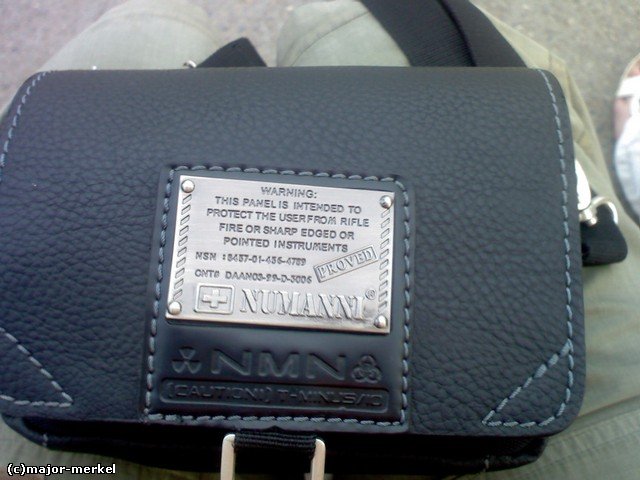 WARNING:
THIS PANEL IS INTENDED TO
PROTECT THE USER FROM RIFLE
FIRE OR SHARP EDGED OR
POINTED INSTRUMENTS
NSN :8457-01-456-4789
CNT# DAAN03-99-D-3006
PROVED
NUMANNI®
NMN
(CAUTION!) T-MINUS/10
(c)major-merkel